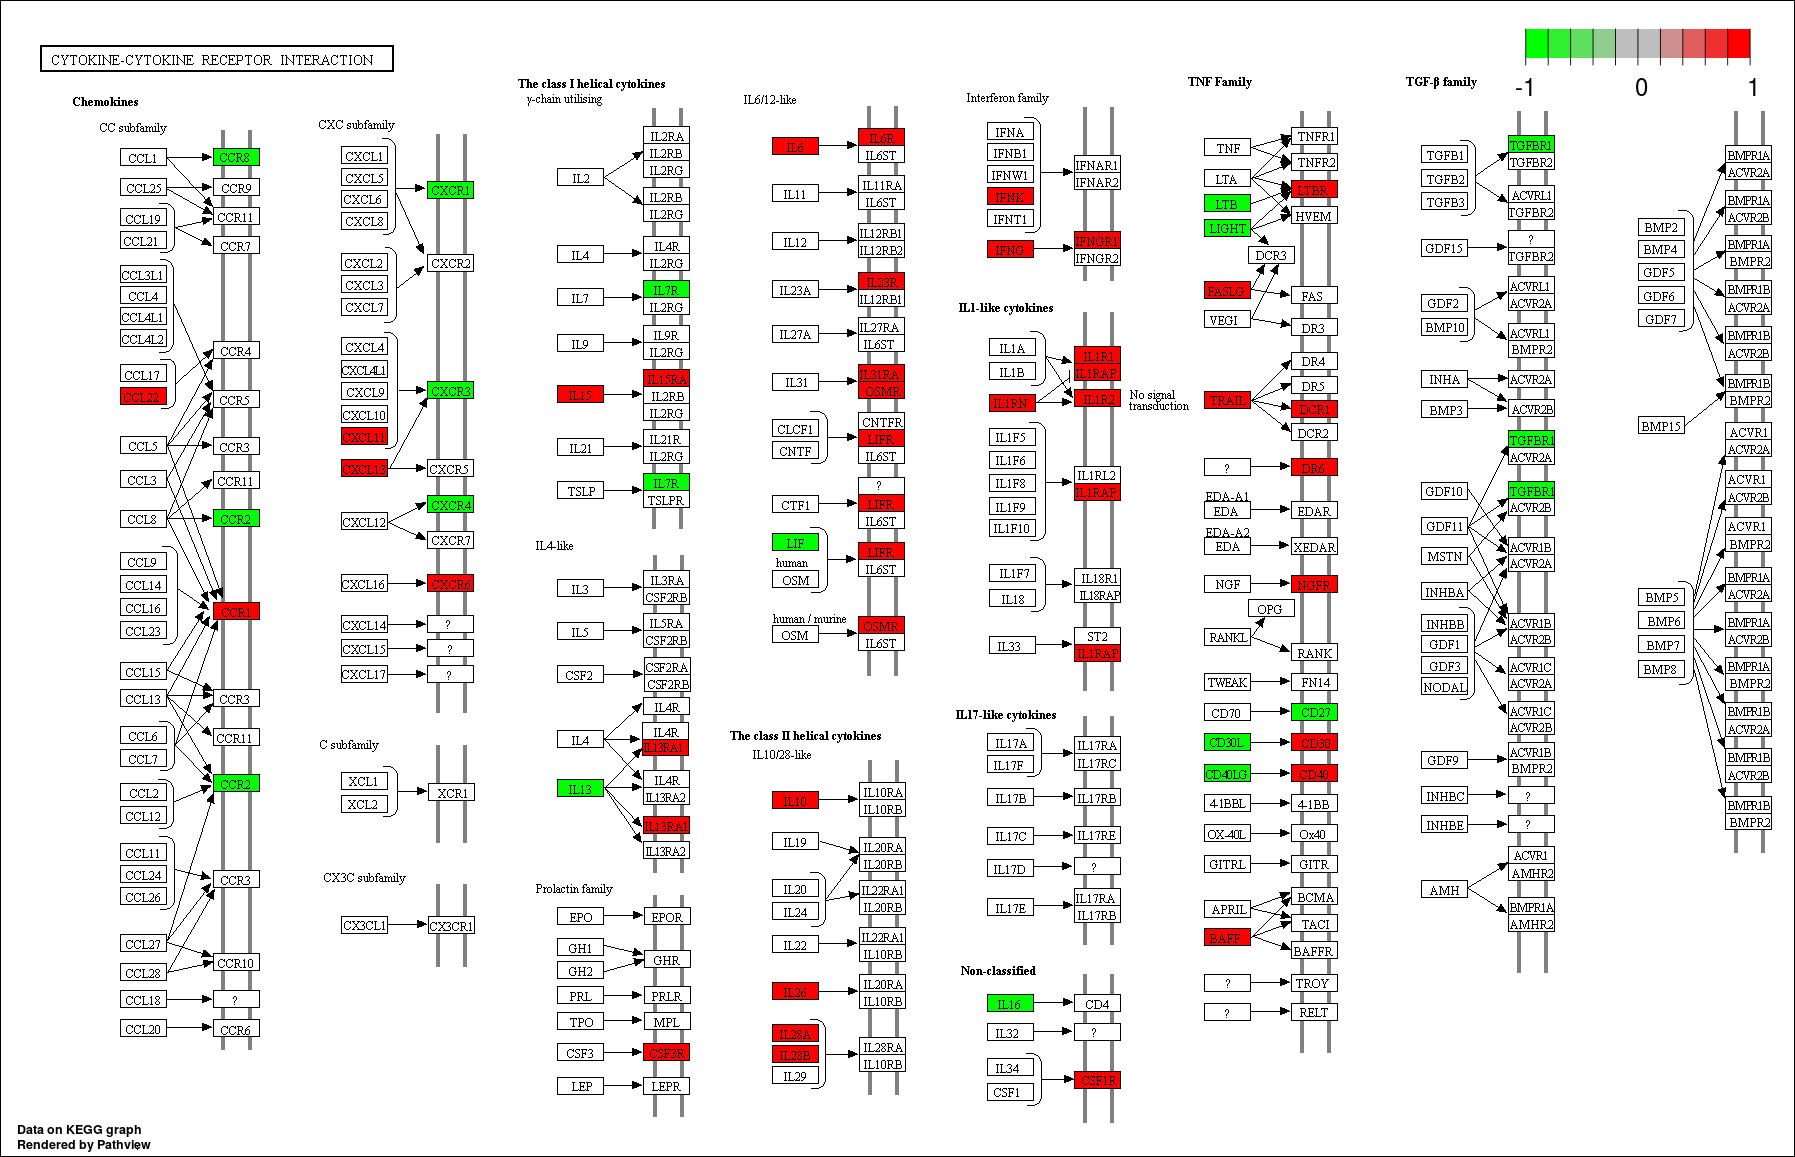 CYTOKINE-CYTOKINE RECEPTOR INTERACTION
-1 0 1
Chemokines
CC subfamily
CCL1 CCR8
CCL25 CCR9
CCL19 CCR11
CCL21 CCR7
CCL3L1
CCL4
CCL4L1
CCL4L2
CCR4
CCL17
CCL22 CCR5
CCL5 CCR3
CCL3 CCR11
CCL8 CCR2
CCL9
CCL14
CCL16 CCR1
CCL23
CCL15
CCL13 CCR3
CCL6 CCR11
CCL7
CCR2
CCL2
CCL12
CCL11
CCL24 CCR3
CCL26
CCL27
CCR10
CCL28
CCL18 ?
CCL20 CCR6
CXC subfamily
CXCL1
CXCL5
CXCR1
CXCL6
CXCL8
CXCL2 CXCR2
CXCL3
CXCL7
CXCL4
CXCL4L1
CXCL9 CXCR3
CXCL10
CXCL11
CXCL13 CXCR5
CXCR4
CXCL12
CXCR7
CXCL16 CXCR6
CXCL14 ?
CXCL15 ?
CXCL17 ?
C subfamily
XCL1
XCR1
XCL2
CX3C subfamily
CX3CL1 CX3CR1
The class I helical cytokines
γ-chain utilising
IL2RA
IL2RB
IL2RG
IL2
IL2RB
IL2RG
IL4R
IL4
IL2RG
IL7R
IL7
IL2RG
IL9R
IL9
IL2RG
IL15RA
IL15 IL2RB
IL2RG
IL21R
IL21
IL2RG
IL7R
TSLP
TSLPR
IL4-like
IL3RA
IL3
CSF2RB
IL5RA
IL5
CSF2RB
CSF2RA
CSF2
CSF2RB
IL4R
IL4R
IL4
IL13RA1
IL4R
IL13
IL13RA2
IL13RA1
IL13RA2
Prolactin family
EPO EPOR
GH1
GHR
GH2
PRL PRLR
TPO MPL
CSF3 CSF3R
LEP LEPR
IL6/12-like
IL6R
IL6
IL6ST
IL11RA
IL11
IL6ST
IL12RB1
IL12
IL12RB2
IL23R
IL23A
IL12RB1
IL27RA
IL27A
IL6ST
IL31RA
IL31
OSMR
CNTFR
CLCF1
LIFR
CNTF
IL6ST
?
CTF1 LIFR
IL6ST
LIF
LIFR
human
OSM IL6ST
human / murine
OSMR
OSM
IL6ST
The class II helical cytokines
IL10/28-like
IL10RA
IL10
IL10RB
IL19 IL20RA
IL20RB
IL20 IL22RA1
IL24 IL20RB
IL22RA1
IL22
IL10RB
IL20RA
IL26
IL10RB
IL28A
IL28B IL28RA
IL10RB
IL29
Interferon family
IFNA
IFNB1
IFNAR1
IFNW1
IFNAR2
IFNK
IFNT1
IFNGR1
IFNG
IFNGR2
IL1-like cytokines
IL1A IL1R1
IL1B IL1RAP
IL1RN IL1R2
No signal
transduction
IL1F5
IL1F6
IL1RL2
IL1F8
IL1RAP
IL1F9
IL1F10
IL1F7 IL18R1
IL18 IL18RAP
ST2
IL33
IL1RAP
IL17-like cytokines
IL17A IL17RA
IL17F IL17RC
IL17B IL17RB
IL17C IL17RE
IL17D ?
IL17RA
IL17E
IL17RB
Non-classified
IL16 CD4
IL32 ?
IL34
CSF1R
CSF1
TNF Family
TNFR1
TNF
TNFR2
LTA
LTBR
LTB
HVEM
LIGHT
DCR3
FASLG FAS
VEGI DR3
DR4
DR5
TRAIL
DCR1
DCR2
? DR6
EDA-A1
EDA EDAR
EDA-A2
EDA XEDAR
NGF NGFR
OPG
RANKL
RANK
TWEAK FN14
CD70 CD27
CD30L CD30
CD40LG CD40
4-1BBL 4-1BB
OX-40L Ox40
GITRL GITR
BCMA
APRIL
TACI
BAFF
BAFFR
? TROY
? RELT
TGF-β family
TGFBR1
TGFB1
TGFBR2
TGFB2
ACVRL1
TGFB3
TGFBR2
?
GDF15
TGFBR2
ACVRL1
GDF2
ACVR2A
BMP10 ACVRL1
BMPR2
INHA ACVR2A
BMP3 ACVR2B
TGFBR1
ACVR2A
GDF10 TGFBR1
ACVR2B
GDF11
ACVR1B
MSTN
ACVR2A
INHBA
INHBB ACVR1B
GDF1 ACVR2B
GDF3 ACVR1C
ACVR2A
NODAL
ACVR1C
ACVR2B
ACVR1B
GDF9
BMPR2
INHBC ?
INHBE ?
ACVR1
AMHR2
AMH
BMPR1A
AMHR2
BMPR1A
ACVR2A
BMPR1A
ACVR2B
BMP2
BMP4 BMPR1A
BMPR2
GDF5
BMPR1B
GDF6
ACVR2A
GDF7
BMPR1B
ACVR2B
BMPR1B
BMPR2
BMP15
ACVR1
ACVR2A
ACVR1
ACVR2B
ACVR1
BMPR2
BMPR1A
BMP5 ACVR2A
BMP6 BMPR1A
BMP7 ACVR2B
BMP8 BMPR1A
BMPR2
BMPR1B
ACVR2A
BMPR1B
ACVR2B
BMPR1B
BMPR2
Data on KEGG graph
Rendered by Pathview